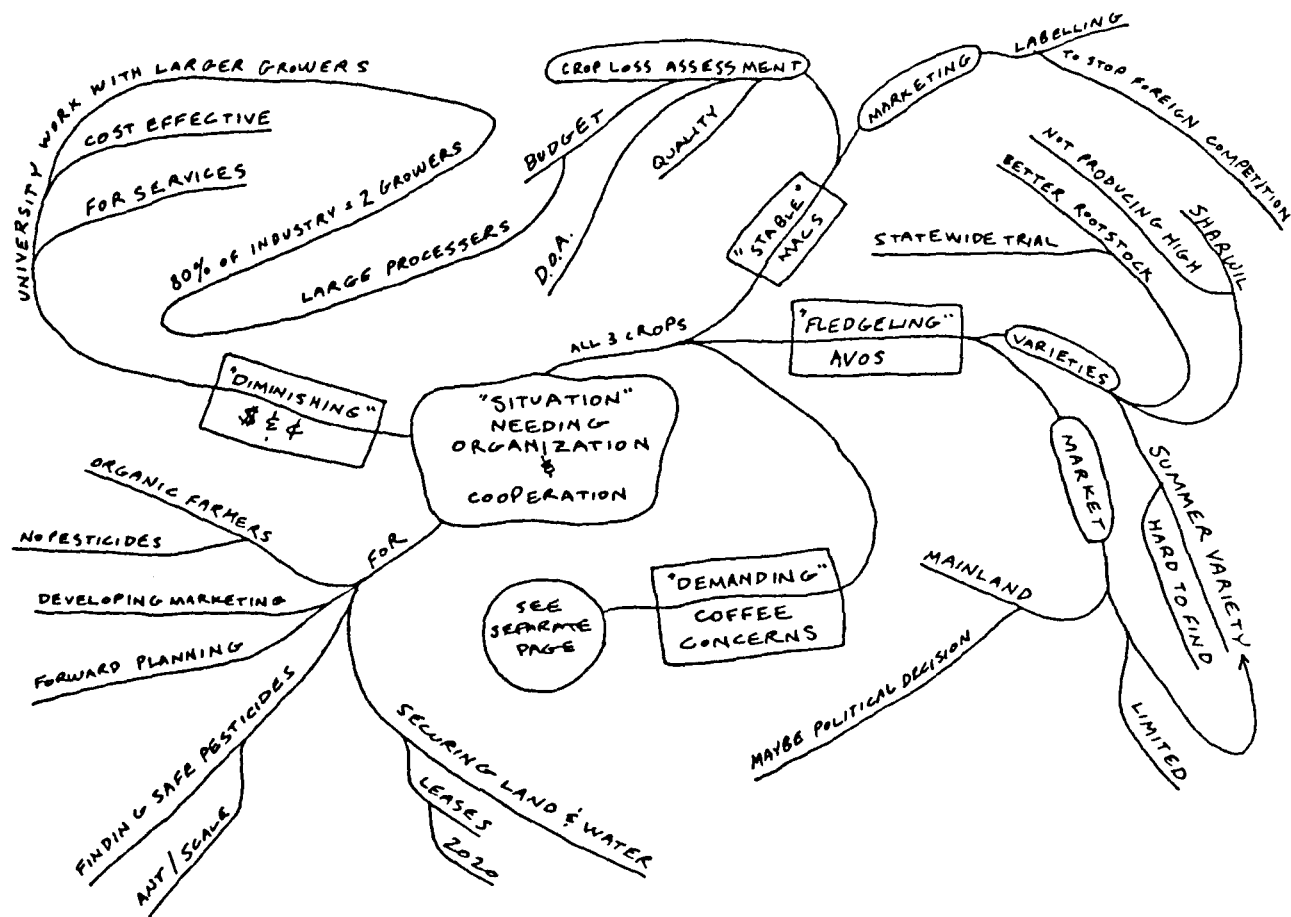 UNIVERSITY WORK WITH LARGER GROWERS
COST EFFECTIVE
FOR SERVICES
80% OF INDUSTRY = 2 GROWERS
LARGE PROCESSERS
BUDGET
D.O.A.
QUALITY
CROP LOSS ASSESSMENT
MARKETING
LABELLING
TO STOP FOREIGN COMPETITION
"STABLE"
MACS
NOT PRODUCING HIGH
BETTER ROOTSTOCK
SHARWIL
STATEWIDE TRIAL
ALL 3 CROPS
"FLEDGELING"
AVOS
VARIETIES
"DIMINISHING"
$ & ¢
"SITUATION"
NEEDING
ORGANIZATION
&
COOPERATION
MARKET
SUMMER VARIETY
HARD TO FIND
ORGANIC FARMERS
NO PESTICIDES
FOR
DEVELOPING MARKETING
FORWARD PLANNING
FINDING SAFE PESTICIDES
ANT / SCALE
SECURING LAND & WATER
LEASES
2020
SEE
SEPARATE
PAGE
"DEMANDING"
COFFEE
CONCERNS
MAINLAND
MAYBE POLITICAL DECISION
LIMITED